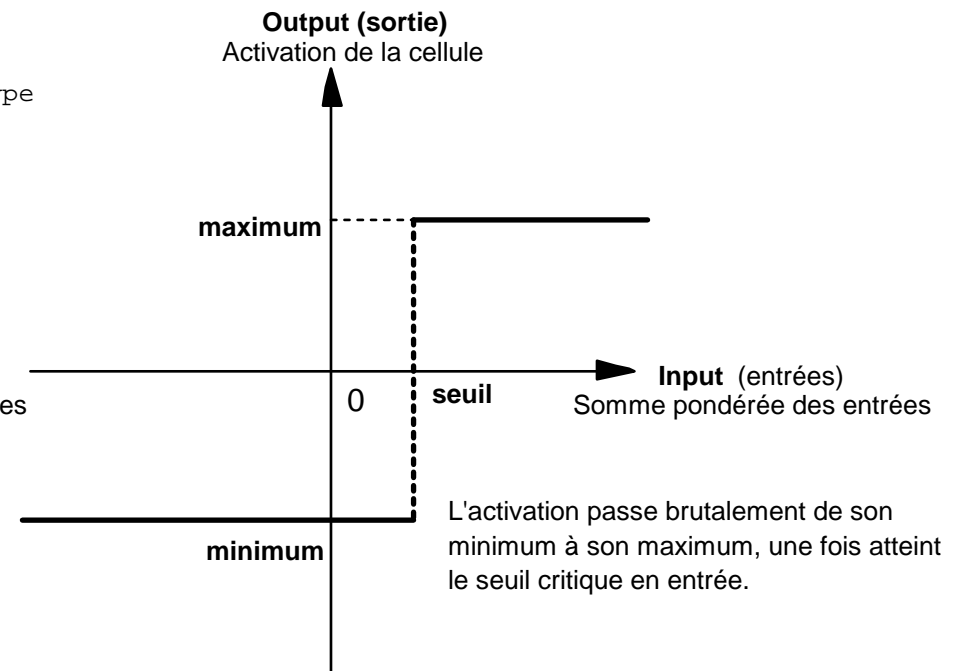 Output (sortie)
Activation de la cellule
maximum
Input (entrées)
0
seuil
Somme pondérée des entrées
L'activation passe brutalement de son
minimum
minimum à son maximum, une fois atteint
le seuil critique en entrée.